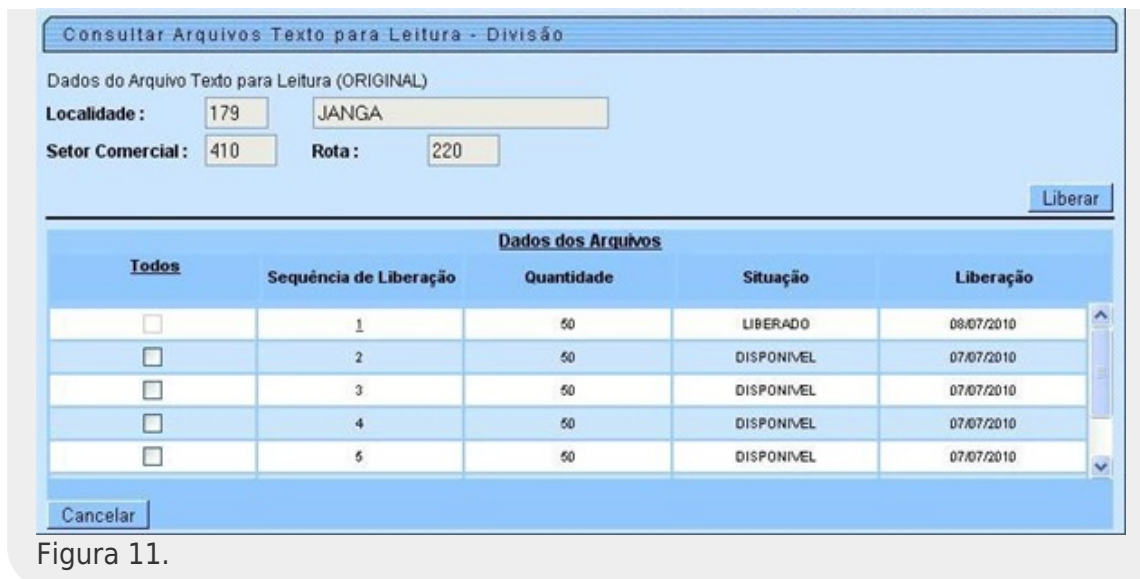 Consultar Arquivos Texto para Leitura - Divisão
Dados do Arquivo Texto para Leitura (ORIGINAL)
Localidade : 179 JANGA
Setor Comercial : 410 Rota : 220
Liberar
Dados dos Arquivos
Todos Sequência de Liberação Quantidade Situação Liberação
1 50 LIBERADO 08/07/2010
2 50 DISPONIVEL 07/07/2010
3 50 DISPONIVEL 07/07/2010
4 50 DISPONIVEL 07/07/2010
5 50 DISPONIVEL 07/07/2010
Cancelar
Figura 11.